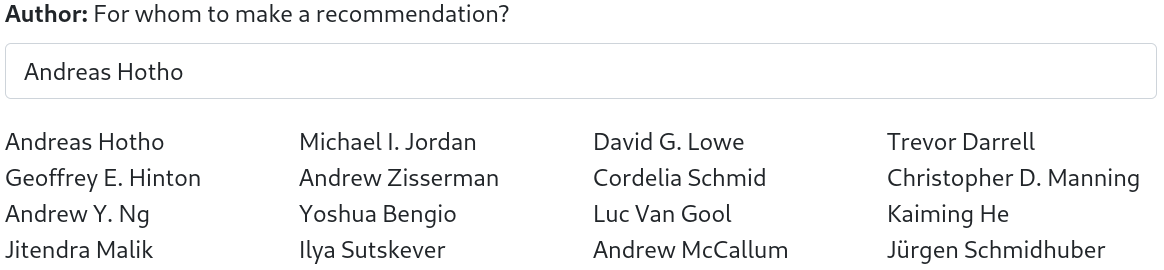 Author: For whom to make a recommendation?
Andreas Hotho
Andreas Hotho Michael I. Jordan David G. Lowe Trevor Darrell
Geoffrey E. Hinton Andrew Zisserman Cordelia Schmid Christopher D. Manning
Andrew Y. Ng Yoshua Bengio Luc Van Gool Kaiming He
Jitendra Malik Ilya Sutskever Andrew McCallum Jürgen Schmidhuber